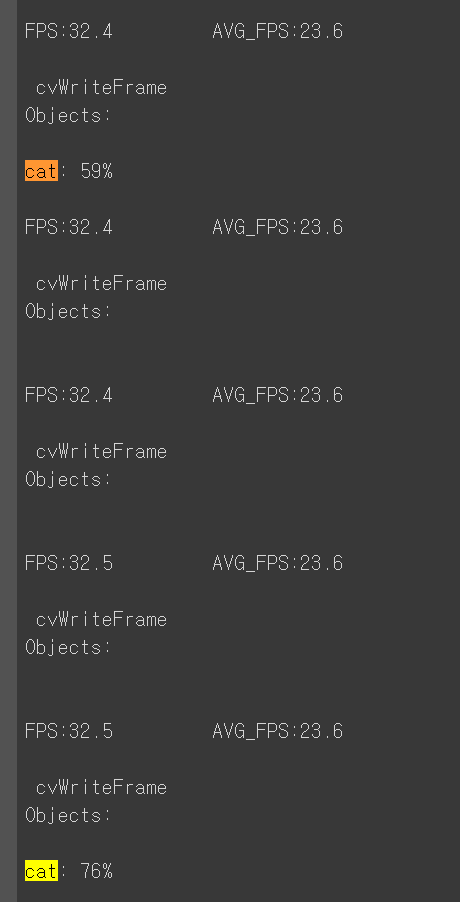 FPS:32.4 AVG_FPS:23.6
cvWriteFrame
Objects:
cat: 59%
FPS:32.4 AVG_FPS:23.6
cvWriteFrame
Objects:
FPS:32.4 AVG_FPS:23.6
cvWriteFrame
Objects:
FPS:32.5 AVG_FPS:23.6
cvWriteFrame
Objects:
FPS:32.5 AVG_FPS:23.6
cvWriteFrame
Objects:
cat: 76%